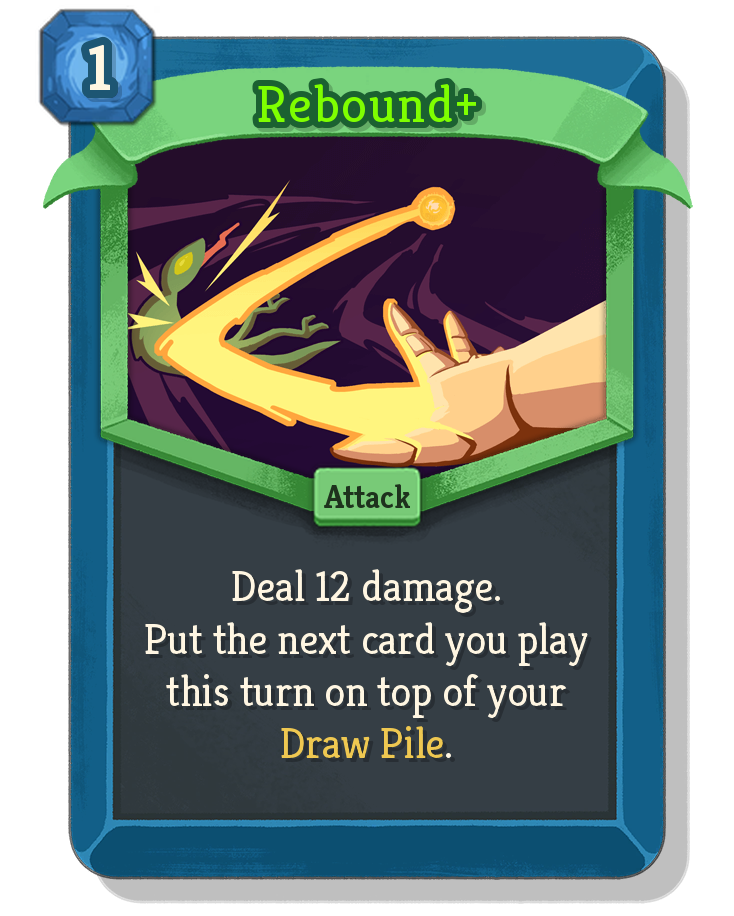 1
Rebound+
Attack
Deal 12 damage.
Put the next card you play
this turn on top of your
Draw Pile.